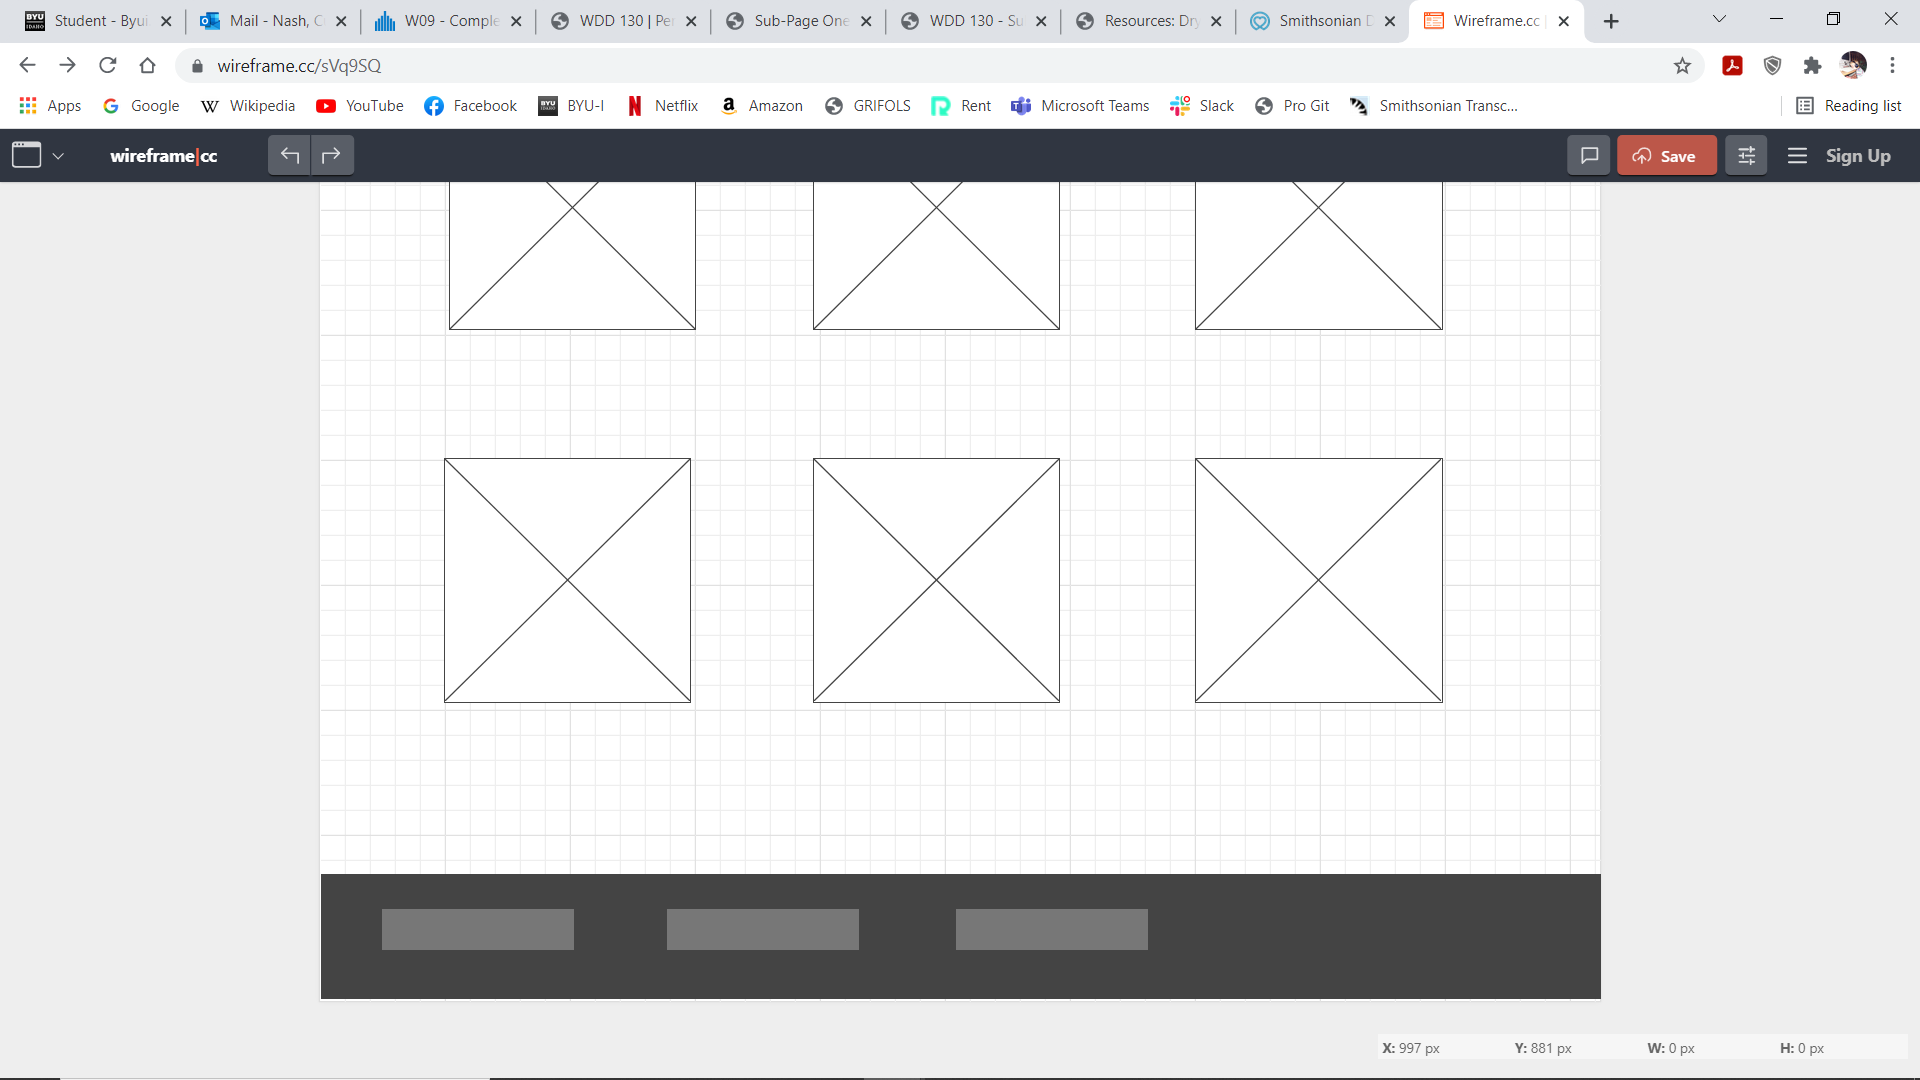 Student - Byui
Mail - Nash, C
W09 - Comple
WDD 130 | Per
Sub-Page One
WDD 130 - Su
Resources: Dry
Smithsonian D
Wireframe.cc |
wireframe.cc/sVq9SQ
Apps
Google
Wikipedia
YouTube
Facebook
BYU-I
Netflix
Amazon
GRIFOLS
Rent
Microsoft Teams
Slack
Pro Git
Smithsonian Transc...
Reading list
wireframe|cc
Save
Sign Up
X: 997 px Y: 881 px W: 0 px H: 0 px